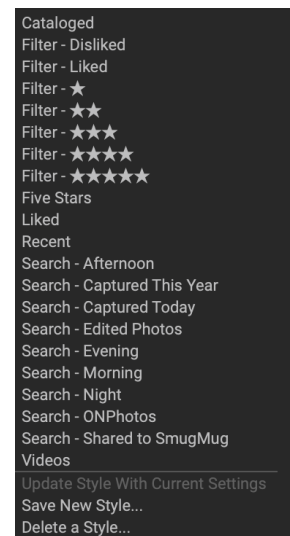 Cataloged
Filter - Disliked
Filter - Liked
Filter - ★
Filter - ★★
Filter - ★★★
Filter - ★★★★
Filter - ★★★★★
Five Stars
Liked
Recent
Search - Afternoon
Search - Captured This Year
Search - Captured Today
Search - Edited Photos
Search - Evening
Search - Morning
Search - Night
Search - ONPhotos
Search - Shared to SmugMug
Videos
Update Style With Current Settings
Save New Style...
Delete a Style...